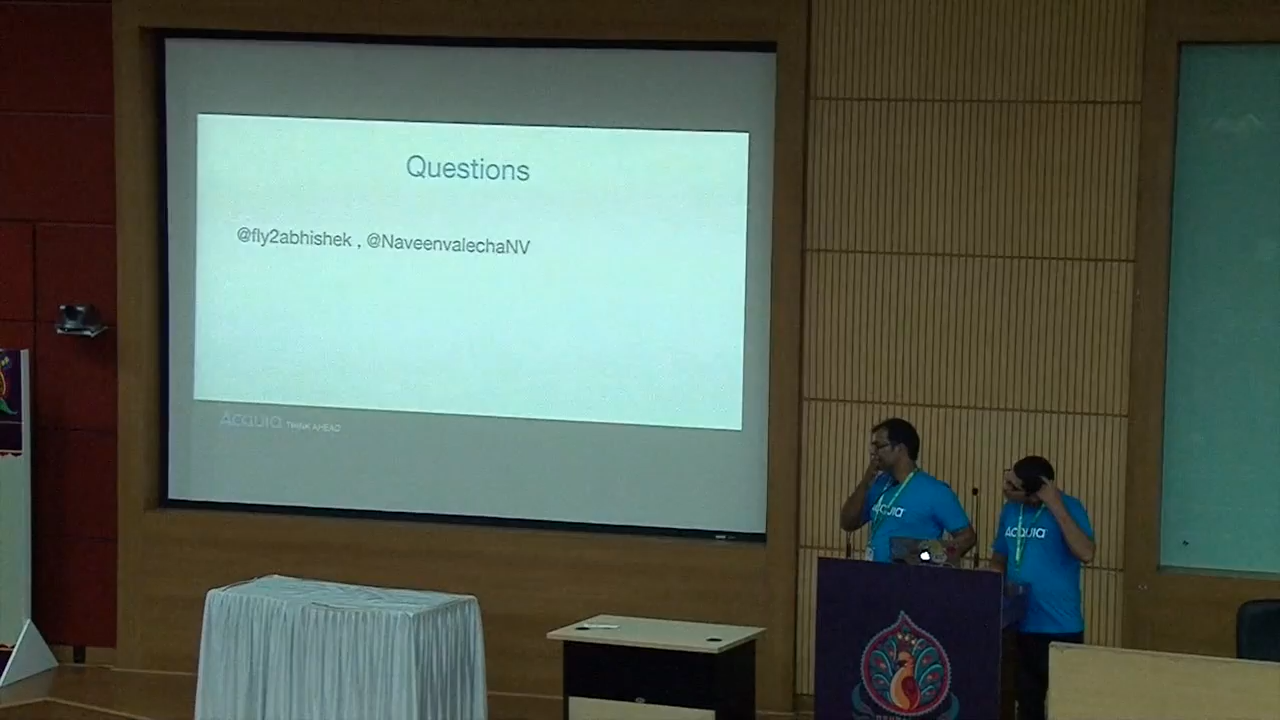 Questions
@fly2abhishek , @NaveenvalechaNV
Acquia THINK AHEAD
Acquia
Acquia